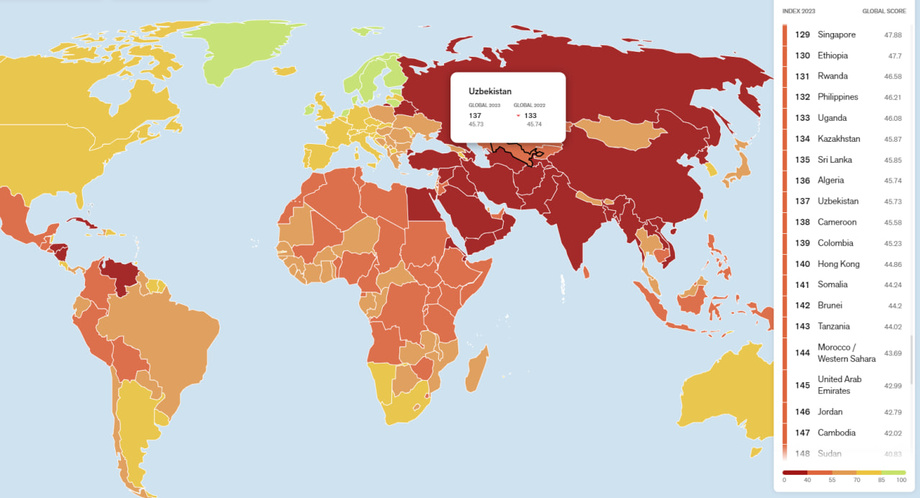 INDEX 2023 GLOBAL SCORE
129 Singapore 47.88
130 Ethiopia 47.7
131 Rwanda 46.58
132 Philippines 46.21
133 Uganda 46.08
134 Kazakhstan 45.87
135 Sri Lanka 45.85
136 Algeria 45.74
137 Uzbekistan 45.73
138 Cameroon 45.58
139 Colombia 45.23
140 Hong Kong 44.86
141 Somalia 44.24
142 Brunei 44.2
143 Tanzania 44.02
144 Morocco /
Western Sahara 43.69
145 United Arab
Emirates 42.99
146 Jordan 42.79
147 Cambodia 42.02
148 Sudan 40.83
0 40 55 70 85 100
Uzbekistan
GLOBAL 2023 GLOBAL 2022
137 133
45.73 45.74